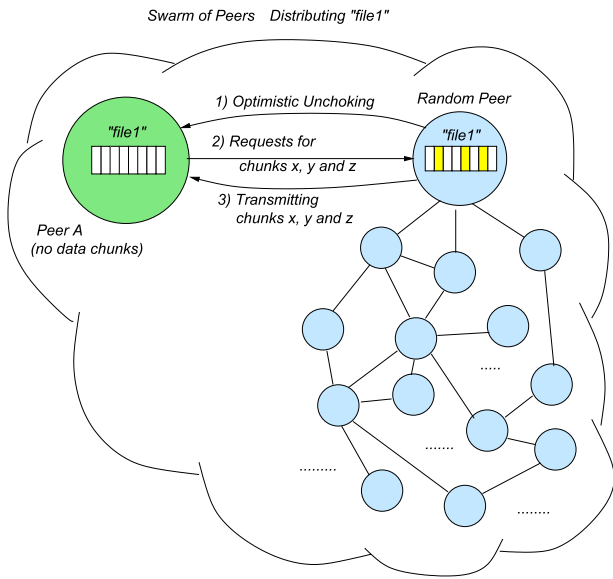 Swarm of Peers Distributing "file1"
1) Optimistic Unchoking
Random Peer
"file1"
"file1"
2) Requests for
chunks x, y and z
3) Transmitting
chunks x, y and z
Peer A
(no data chunks)
.....
.......
.........
........